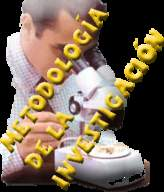 METODOLOGÍA
DE LA
INVESTIGACIÓN